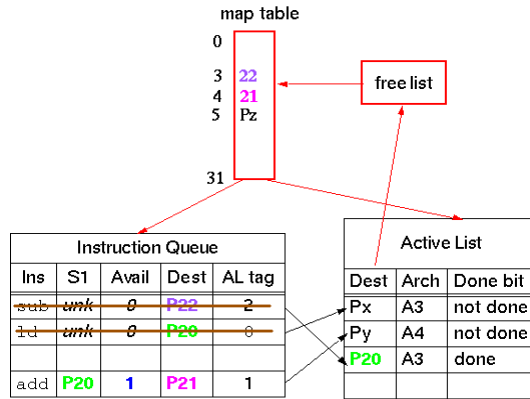 map table
0
3 22
free list
4 21
5 Pz
31
Instruction Queue
Ins S1 Avail Dest AL tag
sub unk 0 P22 2
ld unk 0 P20 0
add P20 1 P21 1
Active List
Dest Arch Done bit
Px A3 not done
Py A4 not done
P20 A3 done